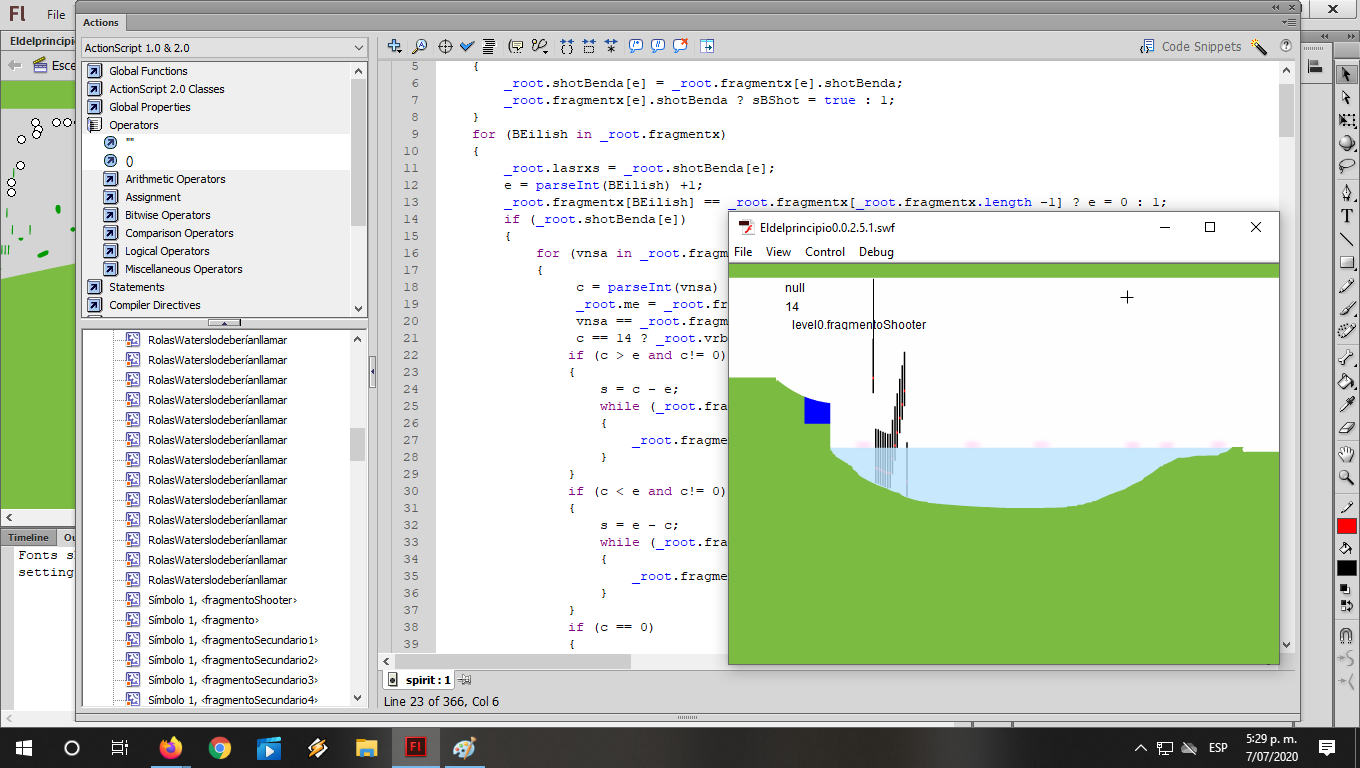 Fl File
Actions
Eldelprincipio
Esce
ActionScript 1.0 & 2.0
Global Functions
ActionScript 2.0 Classes
Global Properties
Operators
""
()
Arithmetic Operators
Assignment
Bitwise Operators
Comparison Operators
Logical Operators
Miscellaneous Operators
Statements
Compiler Directives
RolasWaterslodeberíanllamar
RolasWaterslodeberíanllamar
RolasWaterslodeberíanllamar
RolasWaterslodeberíanllamar
RolasWaterslodeberíanllamar
RolasWaterslodeberíanllamar
RolasWaterslodeberíanllamar
RolasWaterslodeberíanllamar
RolasWaterslodeberíanllamar
RolasWaterslodeberíanllamar
RolasWaterslodeberíanllamar
RolasWaterslodeberíanllamar
RolasWaterslodeberíanllamar
Símbolo 1, <fragmentoShooter>
Símbolo 1, <fragmento>
Símbolo 1, <fragmentoSecundario1>
Símbolo 1, <fragmentoSecundario2>
Símbolo 1, <fragmentoSecundario3>
Símbolo 1, <fragmentoSecundario4>
Timeline Ou
Fonts s
setting
Code Snippets
5 {
6 _root.shotBenda[e] = _root.fragmentx[e].shotBenda;
7 _root.fragmentx[e].shotBenda ? sBShot = true : 1;
8 }
9 for (BEilish in _root.fragmentx)
10 {
11 _root.lasrxs = _root.shotBenda[e];
12 e = parseInt(BEilish) +1;
13 _root.fragmentx[BEilish] == _root.fragmentx[_root.fragmentx.length -1] ? e = 0 : 1;
14 if (_root.shotBenda[e])
15 {
16 for (vnsa in _root.fragm
17 {
18 c = parseInt(vnsa)
19 _root.me = _root.fr
20 vnsa == _root.fragm
21 c == 14 ? _root.vrb
22 if (c > e and c!= 0)
23 {
24 s = c - e;
25 while (_root.fra
26 {
27 _root.fragme
28 }
29 }
30 if (c < e and c!= 0)
31 {
32 s = e - c;
33 while (_root.fra
34 {
35 _root.fragme
36 }
37 }
38 if (c == 0)
39 {
spirit : 1
Line 23 of 366, Col 6
Eldelprincipio0.0.2.5.1.swf
File View Control Debug
null
14
level0.fragmentoShooter
Fl
ESP
5:29 p. m.
7/07/2020